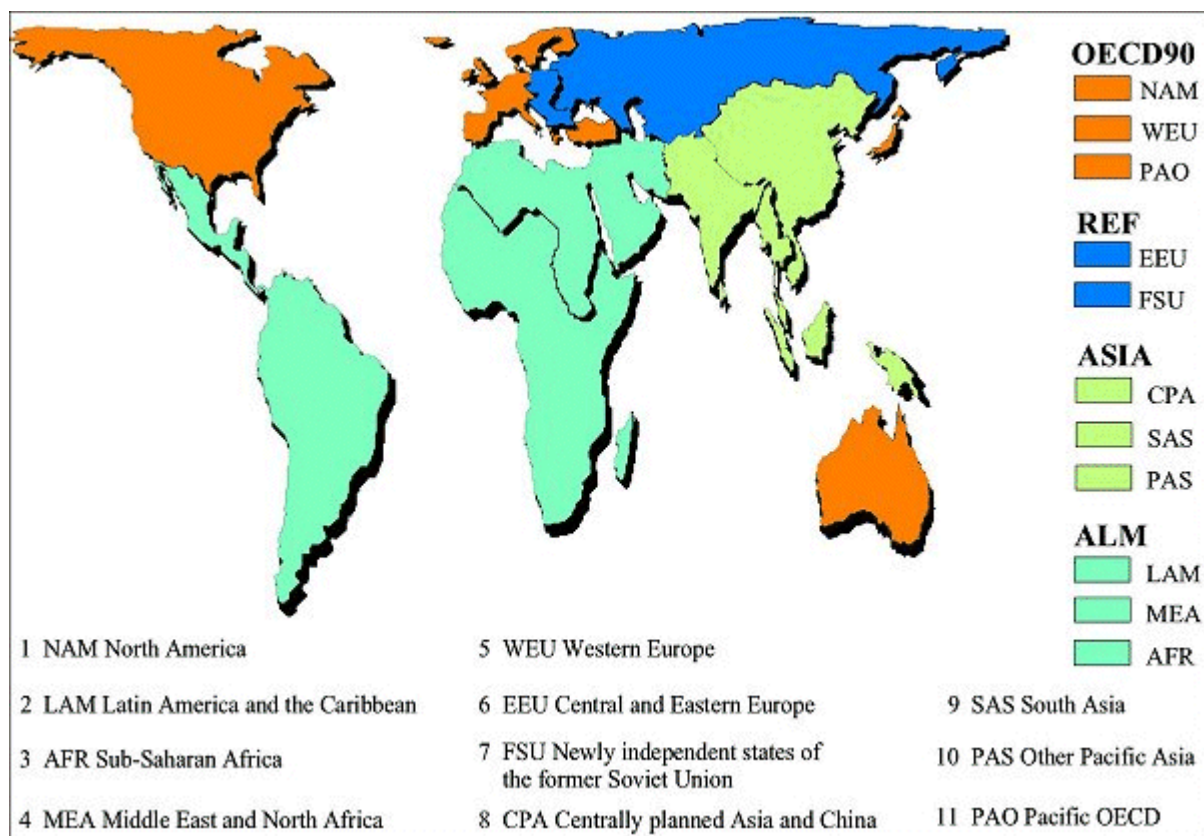 OECD90
NAM
WEU
PAO
REF
EEU
FSU
ASIA
CPA
SAS
PAS
ALM
LAM
MEA
AFR
1 NAM North America
2 LAM Latin America and the Caribbean
3 AFR Sub-Saharan Africa
4 MEA Middle East and North Africa
5 WEU Western Europe
6 EEU Central and Eastern Europe
7 FSU Newly independent states of
the former Soviet Union
8 CPA Centrally planned Asia and China
9 SAS South Asia
10 PAS Other Pacific Asia
11 PAO Pacific OECD